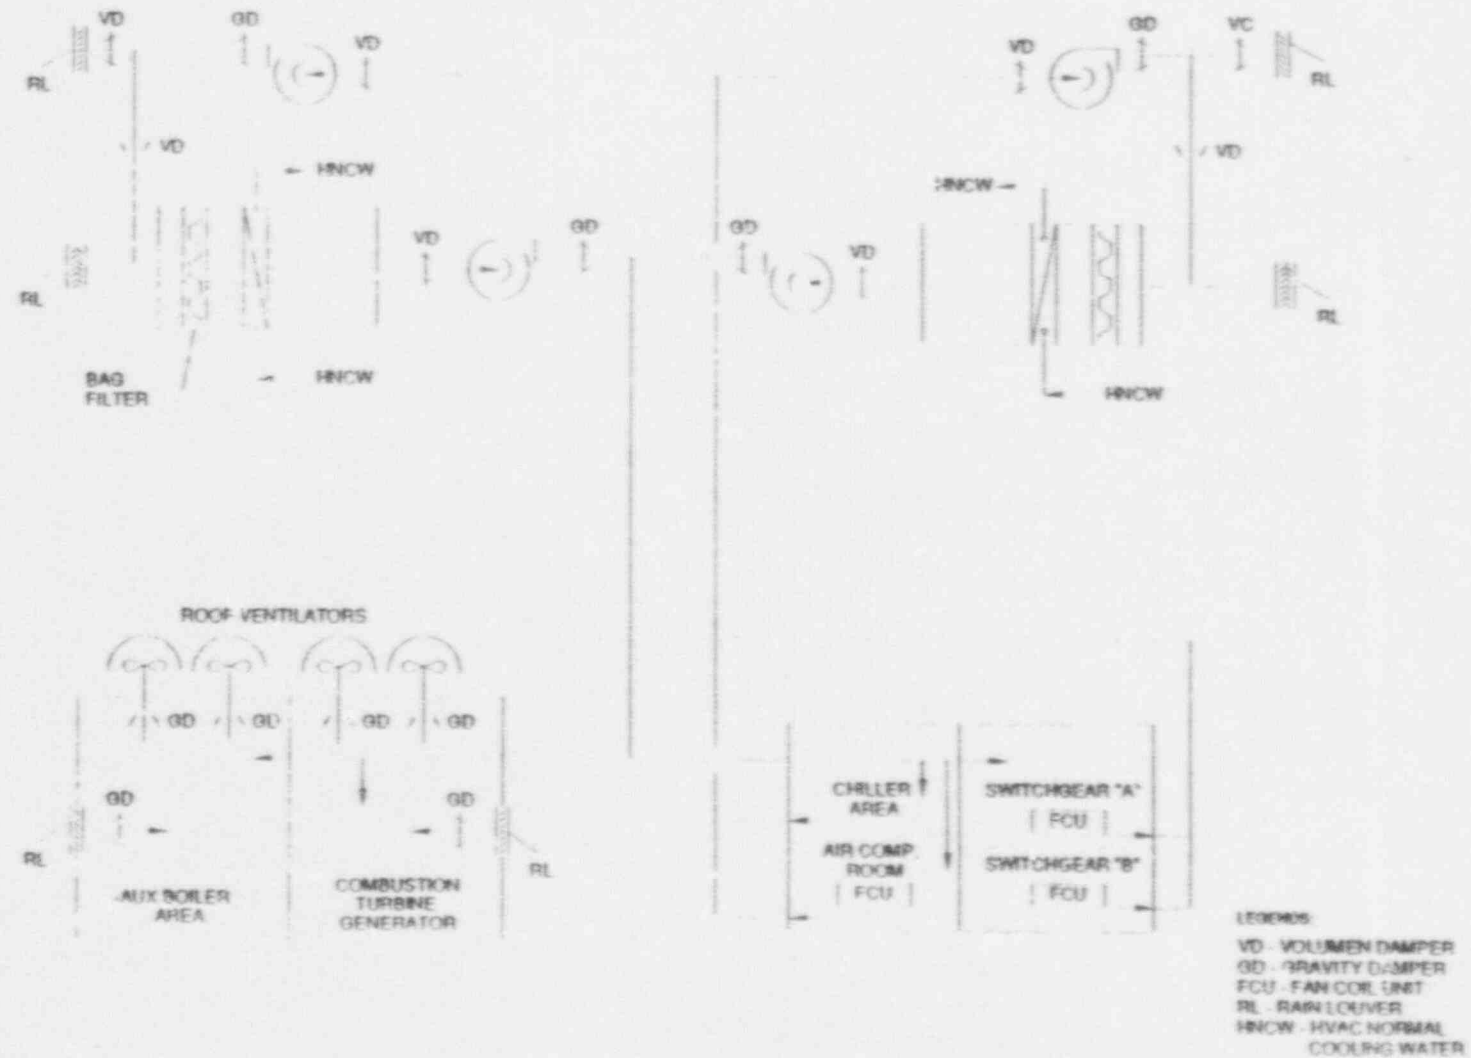 VD
GD
VD
GD
VC
VD
RL
RL
VD
VD
HNCW
HNCW
GD
GD
VD
VD
RL
RL
HNCW
BAG
FILTER
HNCW
ROOF VENTILATORS
GD
GD
GD
GD
CHILLER
AREA
SWITCHGEAR "A"
GD
GD
FCU
RL
RL
AIR COMP.
ROOM
SWITCHGEAR "B"
FCU
FCU
AUX BOILER
AREA
COMBUSTION
TURBINE
GENERATOR
LEGENDS:
VD - VOLUMEN DAMPER
GD - GRAVITY DAMPER
FCU - FAN COIL UNIT
RL - RAIN LOUVER
HNCW - HVAC NORMAL
COOLING WATER